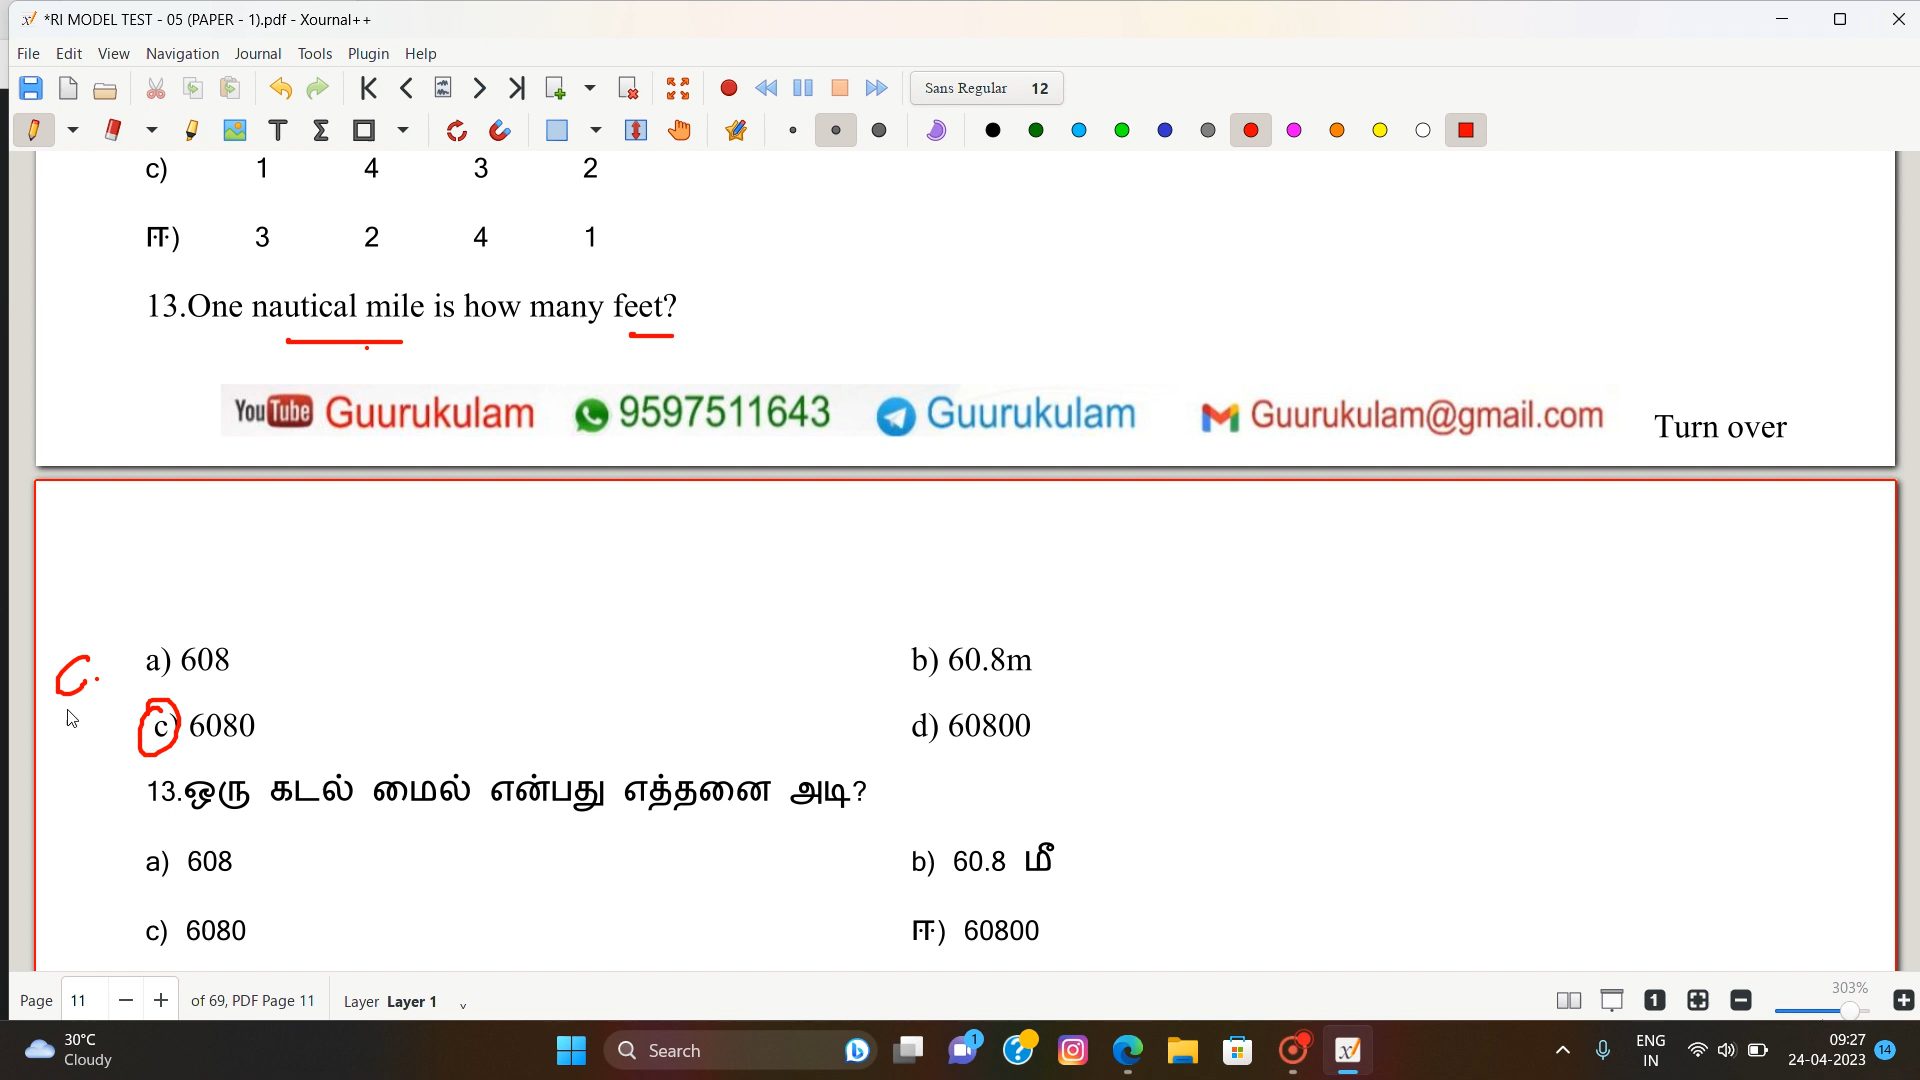 *RI MODEL TEST - 05 (PAPER - 1).pdf - Xournal++
File Edit View Navigation Journal Tools Plugin Help
Sans Regular 12
c) 1 4 3 2
ஈ) 3 2 4 1
13.One nautical mile is how many feet?
YouTube Guurukulam 9597511643 Guurukulam Guurukulam@gmail.com
Turn over
C.
a) 608 b) 60.8m
c) 6080 d) 60800
13.ஒரு கடல் மைல் என்பது எத்தனை அடி?
a) 608 b) 60.8 மீ
c) 6080 ஈ) 60800
Page 11 of 69, PDF Page 11 Layer Layer 1 303%
30°C
Cloudy
Search
1
ENG
IN
09:27
24-04-2023
14